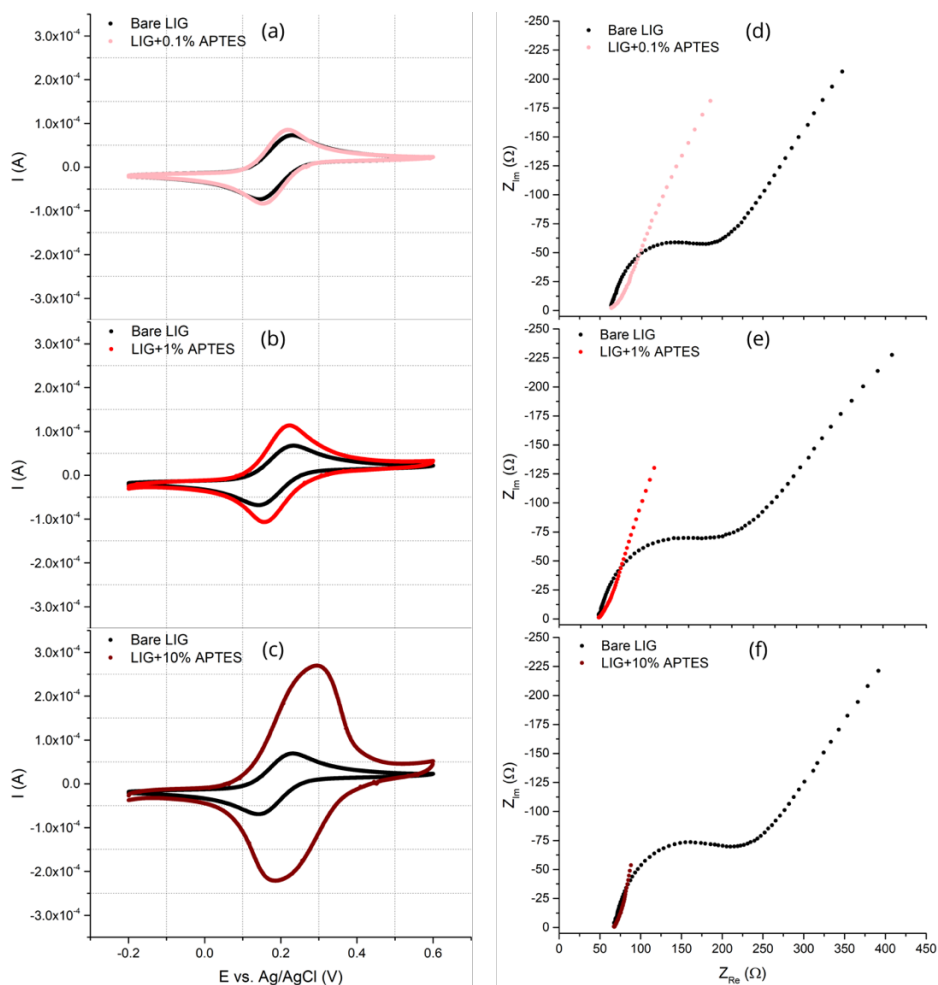 (a)
Bare LIG
LIG+0.1% APTES
3.0x10⁻⁴
2.0x10⁻⁴
1.0x10⁻⁴
0.0
-1.0x10⁻⁴
-2.0x10⁻⁴
-3.0x10⁻⁴
I (A)
(b)
Bare LIG
LIG+1% APTES
3.0x10⁻⁴
2.0x10⁻⁴
1.0x10⁻⁴
0.0
-1.0x10⁻⁴
-2.0x10⁻⁴
-3.0x10⁻⁴
I (A)
(c)
Bare LIG
LIG+10% APTES
3.0x10⁻⁴
2.0x10⁻⁴
1.0x10⁻⁴
0.0
-1.0x10⁻⁴
-2.0x10⁻⁴
-3.0x10⁻⁴
I (A)
-0.2 0.0 0.2 0.4 0.6
E vs. Ag/AgCl (V)
(d)
Bare LIG
LIG+0.1% APTES
-250
-225
-200
-175
-150
-125
-100
-75
-50
-25
0
Z_Im (Ω)
(e)
Bare LIG
LIG+1% APTES
-250
-225
-200
-175
-150
-125
-100
-75
-50
-25
0
Z_Im (Ω)
(f)
Bare LIG
LIG+10% APTES
-250
-225
-200
-175
-150
-125
-100
-75
-50
-25
0
Z_Im (Ω)
0 50 100 150 200 250 300 350 400 450
Z_Re (Ω)